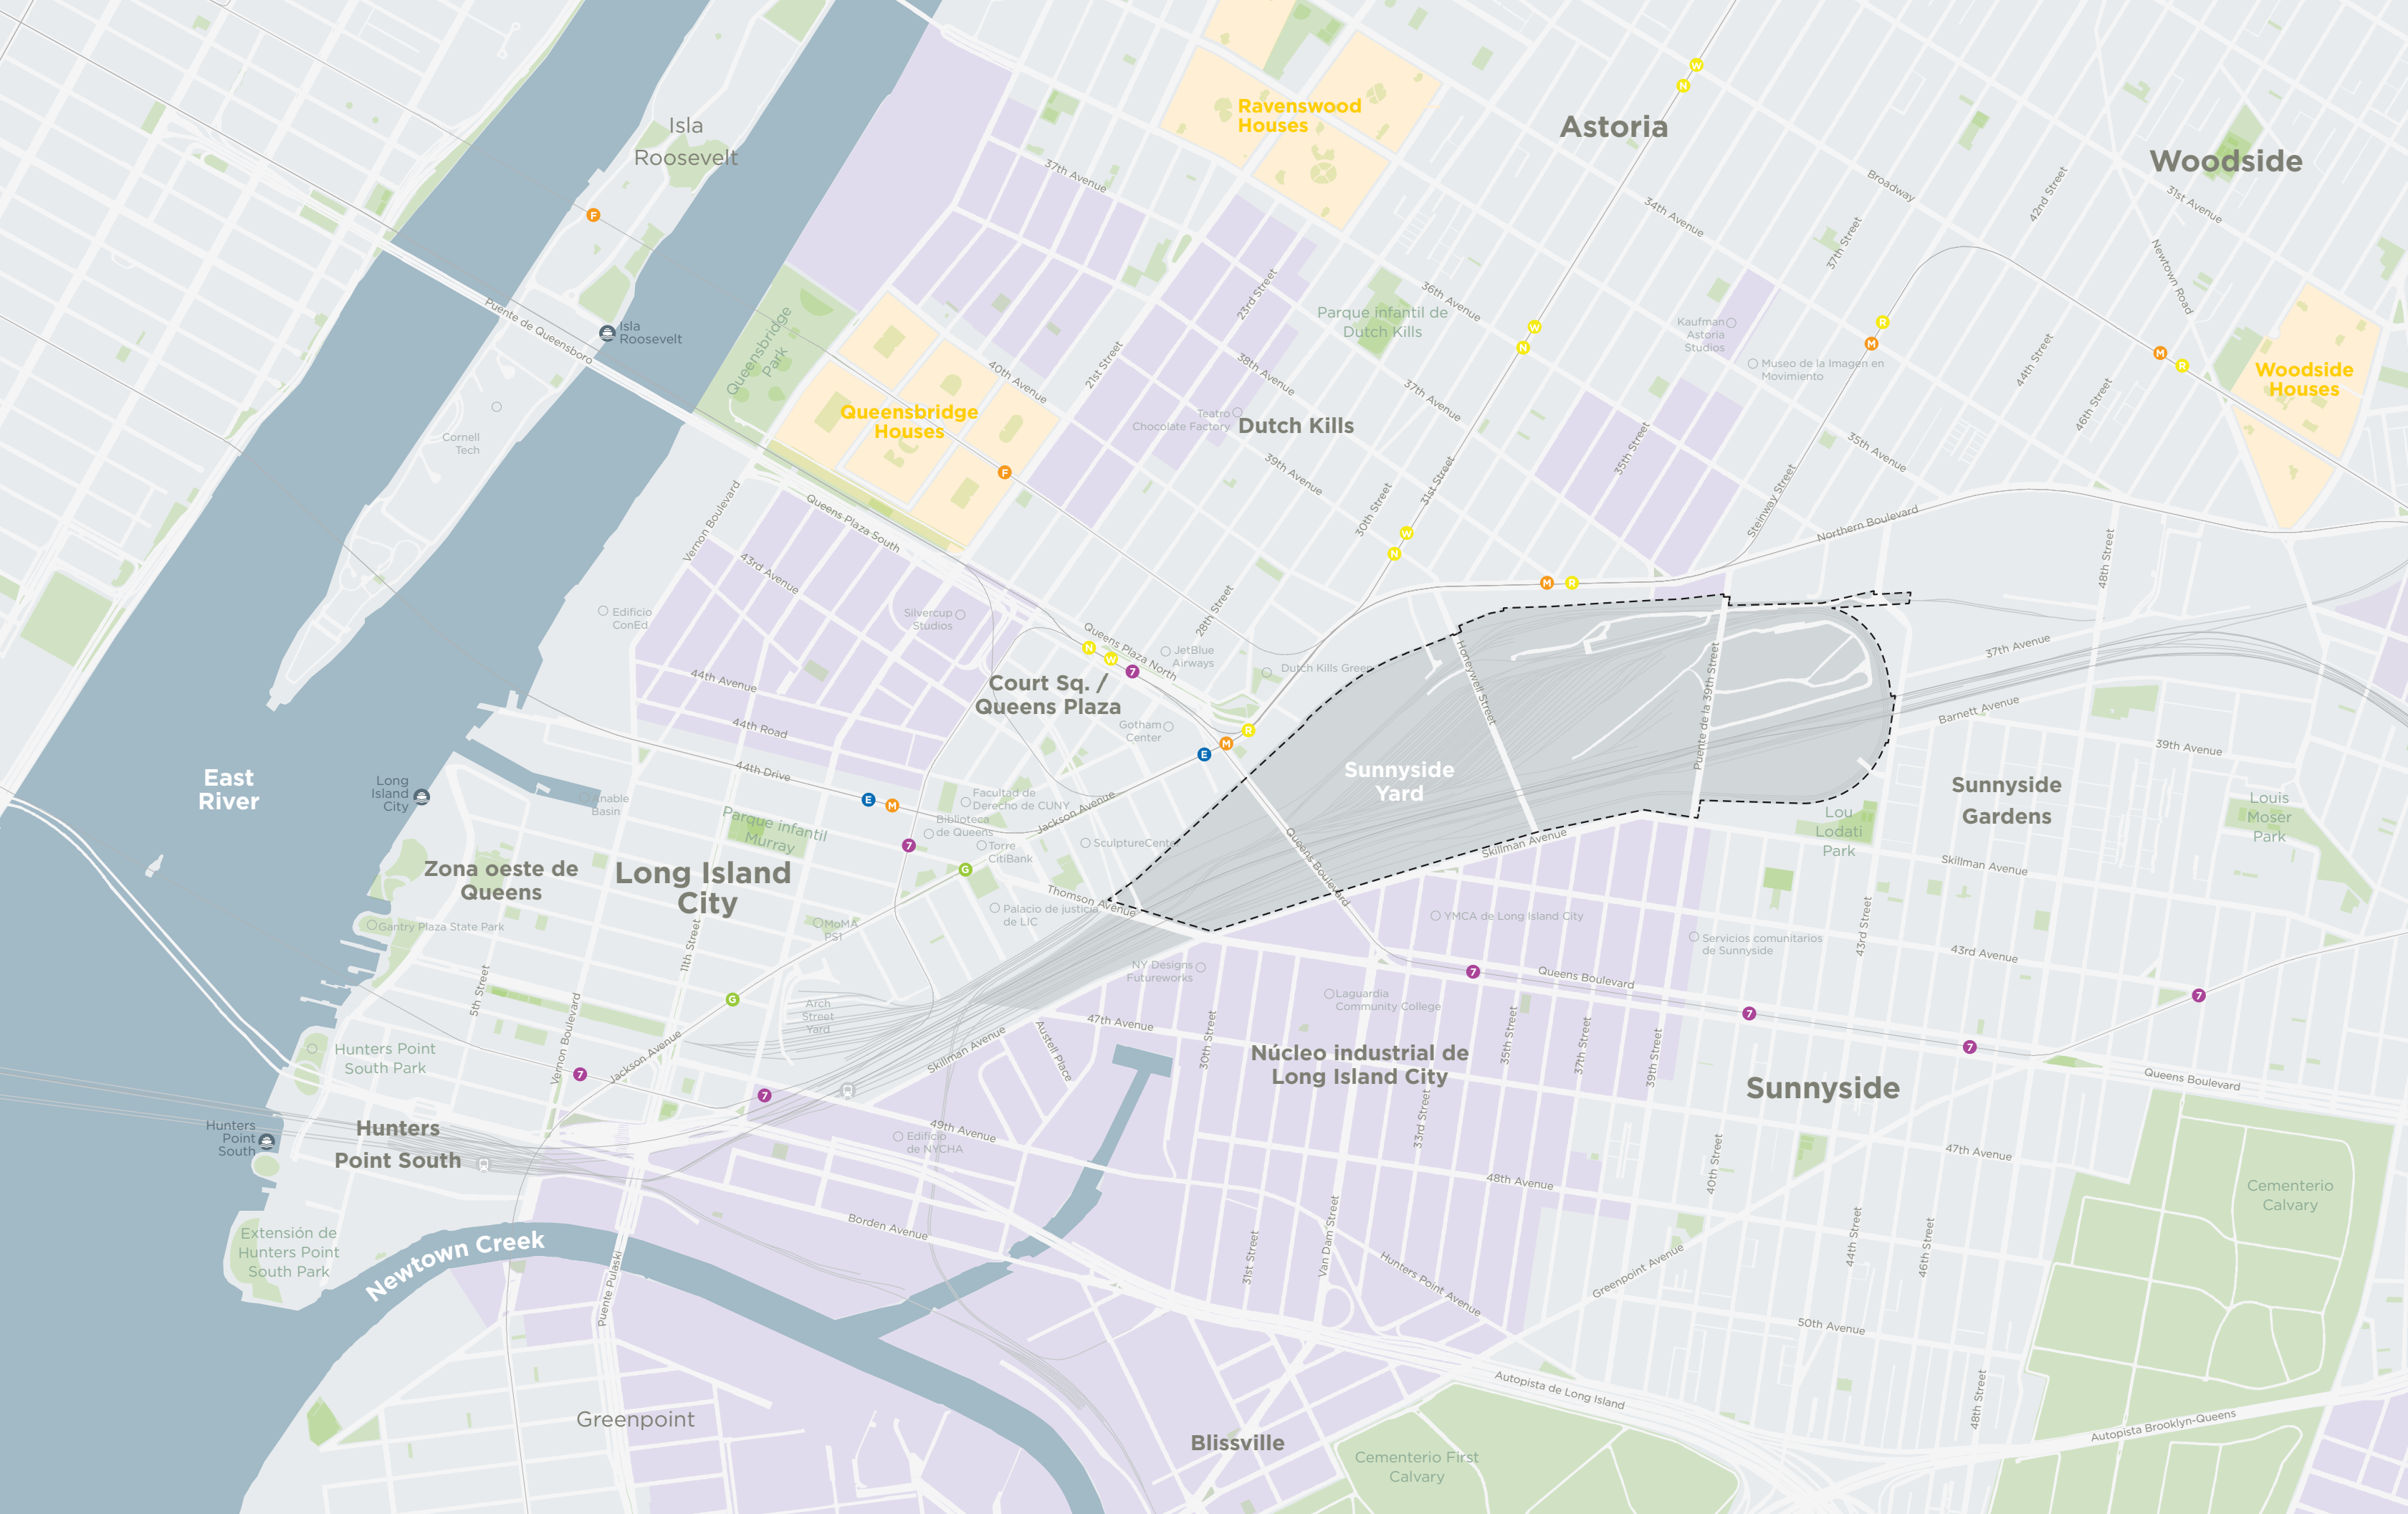 Isla
Roosevelt
Ravenswood
Houses
Astoria
Woodside
37th Avenue
34th Avenue
Broadway
42nd Street
31st Avenue
37th Street
Newtown Road
N
W
F
Puente de Queensboro
Isla
Roosevelt
Queensbridge
Park
23rd Street
Parque infantil de
Dutch Kills
36th Avenue
W
N
Kaufman
Astoria
Studios
Museo de la Imagen en
Movimiento
R
M
44th Street
M
R
Woodside
Houses
46th Street
40th Avenue
21st Street
38th Avenue
37th Avenue
Queensbridge
Houses
Teatro
Chocolate Factory
Dutch Kills
Cornell
Tech
F
39th Avenue
35th Street
35th Avenue
30th Street
31st Street
Steinway Street
Northern Boulevard
48th Street
Vernon Boulevard
Queens Plaza South
43rd Avenue
W
N
M
R
Edificio
ConEd
Silvercup
Studios
28th Street
Queens Plaza North
N
W
7
JetBlue
Airways
Dutch Kills Green
Honeywell Street
Puente de la 39th Street
37th Avenue
Barnett Avenue
39th Avenue
44th Avenue
44th Road
44th Drive
Court Sq. /
Queens Plaza
Gotham
Center
R
M
E
Sunnyside
Yard
Sunnyside
Gardens
Lou
Lodati
Park
Louis
Moser
Park
East
River
Long
Island
City
Anable
Basin
E
M
Facultad de
Derecho de CUNY
Jackson Avenue
Biblioteca
de Queens
Parque infantil
Murray
7
Torre
CitiBank
SculptureCente
Queens Boulevard
Skillman Avenue
Skillman Avenue
Zona oeste de
Queens
Long Island
City
G
Thomson Avenue
Palacio de justicia
de LIC
MoMA
PS1
Gantry Plaza State Park
YMCA de Long Island City
Servicios comunitarios
de Sunnyside
43rd Street
43rd Avenue
11th Street
5th Street
Vernon Boulevard
G
Arch
Street
Yard
NY Designs
Futureworks
7
Queens Boulevard
Laguardia
Community College
7
7
7
Hunters Point
South Park
Jackson Avenue
7
7
Skillman Avenue
Austell Place
47th Avenue
30th Street
Núcleo industrial de
Long Island City
35th Street
37th Street
39th Street
33rd Street
Sunnyside
Queens Boulevard
Hunters
Point
South
Hunters
Point South
Edificio
de NYCHA
49th Avenue
48th Avenue
40th Street
47th Avenue
Cementerio
Calvary
Extensión de
Hunters Point
South Park
Newtown Creek
Puente Pulaski
Borden Avenue
31st Street
Van Dam Street
Hunters Point Avenue
Greenpoint Avenue
44th Street
46th Street
50th Avenue
48th Street
Autopista de Long Island
Autopista Brooklyn-Queens
Greenpoint
Blissville
Cementerio First
Calvary